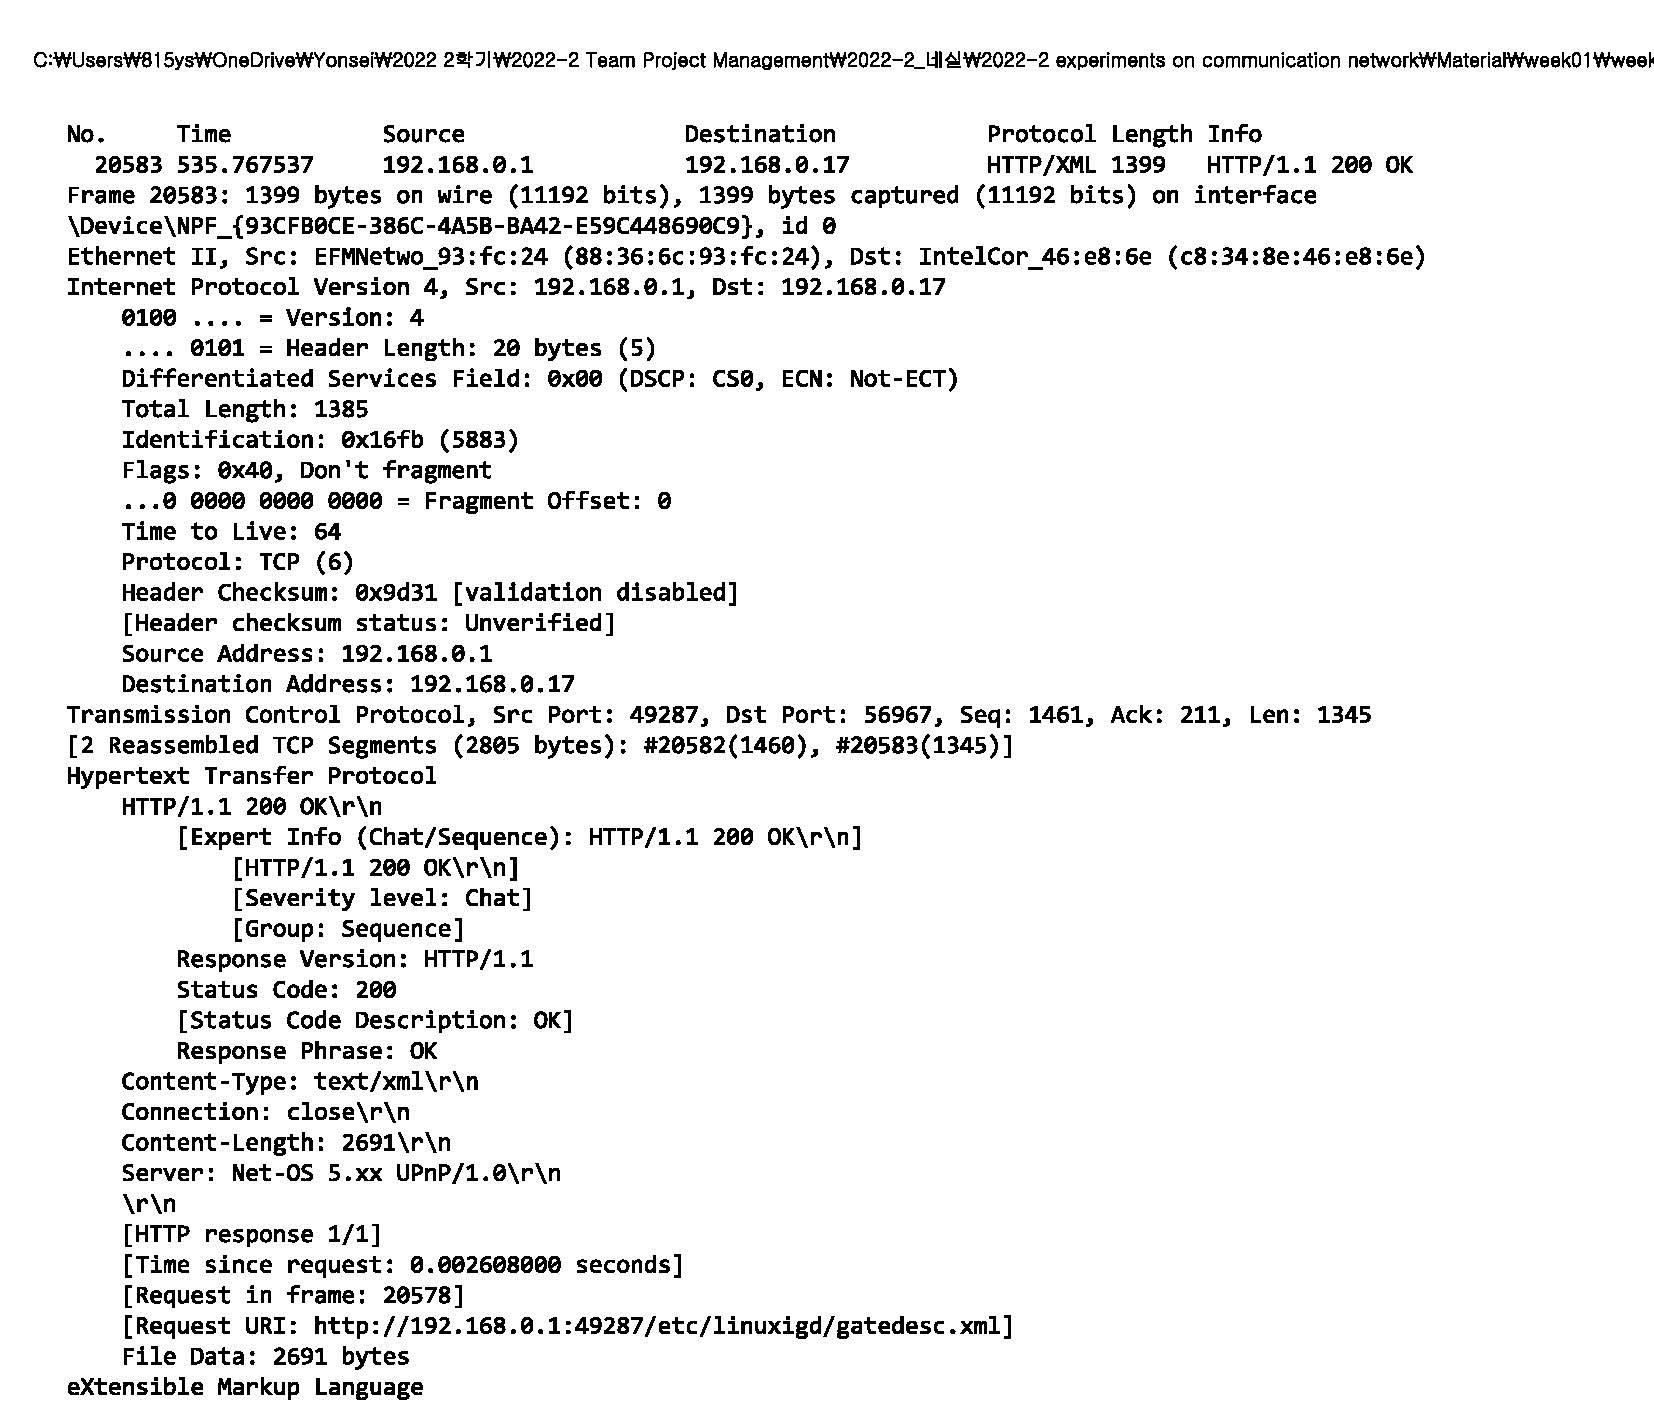 C:₩Users₩815ys₩OneDrive₩Yonsei₩2022 2학기₩2022-2 Team Project Management₩2022-2_네실₩2022-2 experiments on communication network₩Material₩week01₩week
No. Time Source Destination Protocol Length Info
20583 535.767537 192.168.0.1 192.168.0.17 HTTP/XML 1399 HTTP/1.1 200 OK
Frame 20583: 1399 bytes on wire (11192 bits), 1399 bytes captured (11192 bits) on interface
\Device\NPF_{93CFB0CE-386C-4A5B-BA42-E59C448690C9}, id 0
Ethernet II, Src: EFMNetwo_93:fc:24 (88:36:6c:93:fc:24), Dst: IntelCor_46:e8:6e (c8:34:8e:46:e8:6e)
Internet Protocol Version 4, Src: 192.168.0.1, Dst: 192.168.0.17
0100 .... = Version: 4
.... 0101 = Header Length: 20 bytes (5)
Differentiated Services Field: 0x00 (DSCP: CS0, ECN: Not-ECT)
Total Length: 1385
Identification: 0x16fb (5883)
Flags: 0x40, Don't fragment
...0 0000 0000 0000 = Fragment Offset: 0
Time to Live: 64
Protocol: TCP (6)
Header Checksum: 0x9d31 [validation disabled]
[Header checksum status: Unverified]
Source Address: 192.168.0.1
Destination Address: 192.168.0.17
Transmission Control Protocol, Src Port: 49287, Dst Port: 56967, Seq: 1461, Ack: 211, Len: 1345
[2 Reassembled TCP Segments (2805 bytes): #20582(1460), #20583(1345)]
Hypertext Transfer Protocol
HTTP/1.1 200 OK\r\n
[Expert Info (Chat/Sequence): HTTP/1.1 200 OK\r\n]
[HTTP/1.1 200 OK\r\n]
[Severity level: Chat]
[Group: Sequence]
Response Version: HTTP/1.1
Status Code: 200
[Status Code Description: OK]
Response Phrase: OK
Content-Type: text/xml\r\n
Connection: close\r\n
Content-Length: 2691\r\n
Server: Net-OS 5.xx UPnP/1.0\r\n
\r\n
[HTTP response 1/1]
[Time since request: 0.002608000 seconds]
[Request in frame: 20578]
[Request URI: http://192.168.0.1:49287/etc/linuxigd/gatedesc.xml]
File Data: 2691 bytes
eXtensible Markup Language